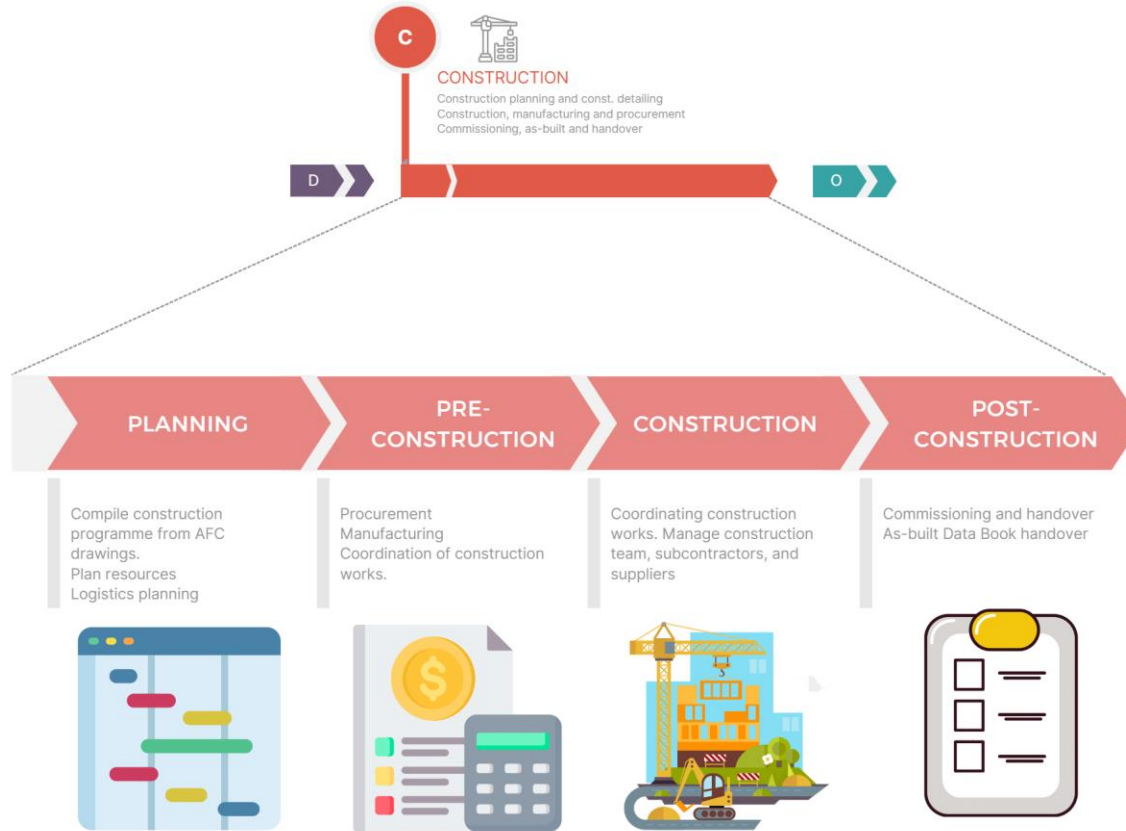 C
CONSTRUCTION
Construction planning and const. detailing
Construction, manufacturing and procurement
Commissioning, as-built and handover
D
O
PLANNING
PRE-
CONSTRUCTION
CONSTRUCTION
POST-
CONSTRUCTION
Compile construction
programme from AFC
drawings.
Plan resources
Logistics planning
Procurement
Manufacturing
Coordination of construction
works.
Coordinating construction
works. Manage construction
team, subcontractors, and
suppliers
Commissioning and handover
As-built Data Book handover
$